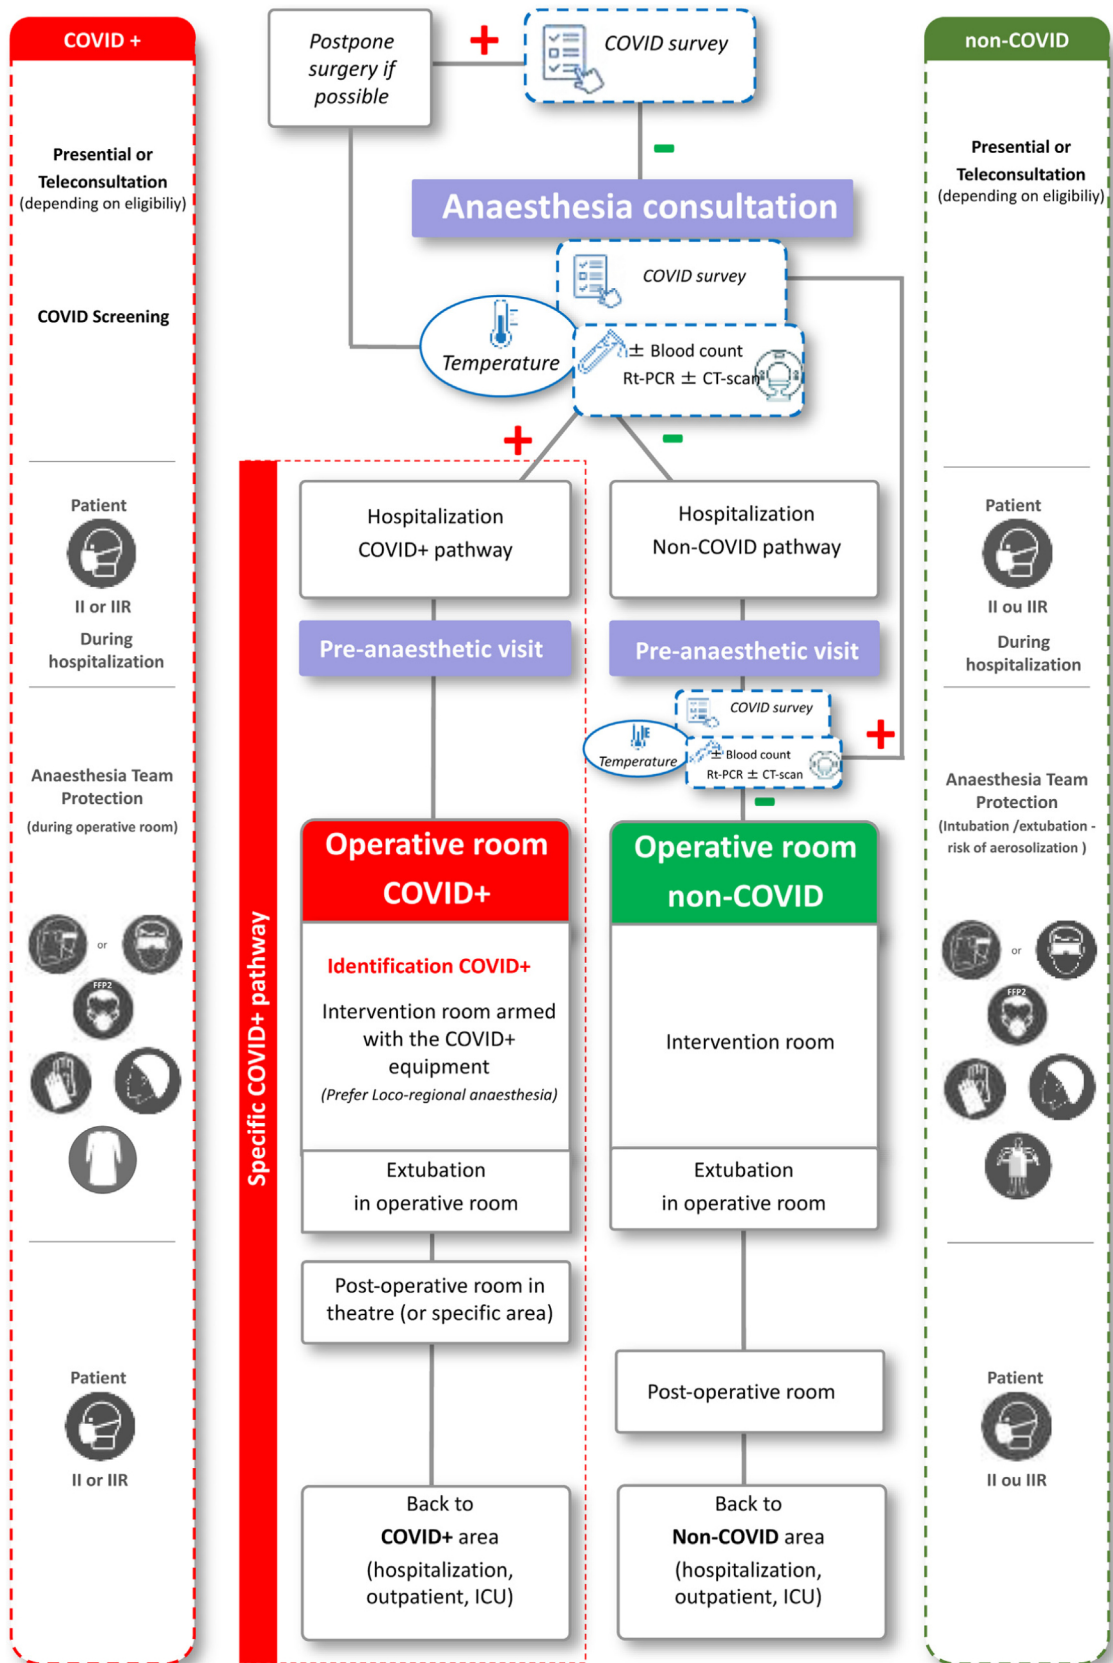 COVID +
Presential or
Teleconsultation
(depending on eligibiliy)
COVID Screening
Patient
II or IIR
During
hospitalization
Anaesthesia Team
Protection
(during operative room)
or
FFP2
Patient
II or IIR
Postpone
surgery if
possible
+
COVID survey
-
Anaesthesia consultation
COVID survey
Temperature
± Blood count
Rt-PCR ± CT-scan
+
-
Specific COVID+ pathway
Hospitalization
COVID+ pathway
Pre-anaesthetic visit
Operative room
COVID+
Identification COVID+
Intervention room armed
with the COVID+
equipment
(Prefer Loco-regional anaesthesia)
Extubation
in operative room
Post-operative room in
theatre (or specific area)
Back to
COVID+ area
(hospitalization,
outpatient, ICU)
Hospitalization
Non-COVID pathway
Pre-anaesthetic visit
COVID survey
Temperature
± Blood count
Rt-PCR ± CT-scan
+
-
Operative room
non-COVID
Intervention room
Extubation
in operative room
Post-operative room
Back to
Non-COVID area
(hospitalization,
outpatient, ICU)
non-COVID
Presential or
Teleconsultation
(depending on eligibiliy)
Patient
II ou IIR
During
hospitalization
Anaesthesia Team
Protection
(Intubation /extubation -
risk of aerosolization )
or
FFP2
Patient
II ou IIR